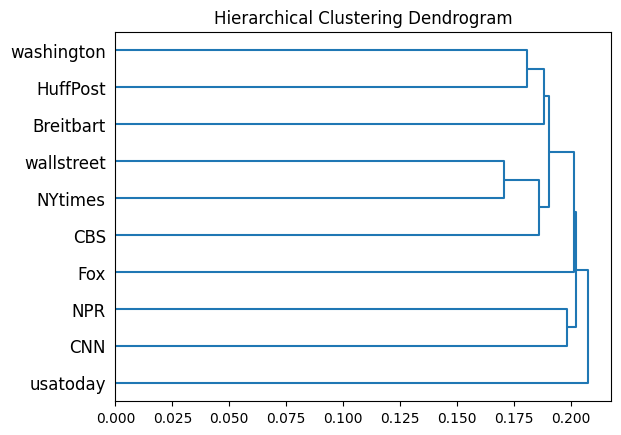 Hierarchical Clustering Dendrogram
washington
HuffPost
Breitbart
wallstreet
NYtimes
CBS
Fox
NPR
CNN
usatoday
0.000 0.025 0.050 0.075 0.100 0.125 0.150 0.175 0.200